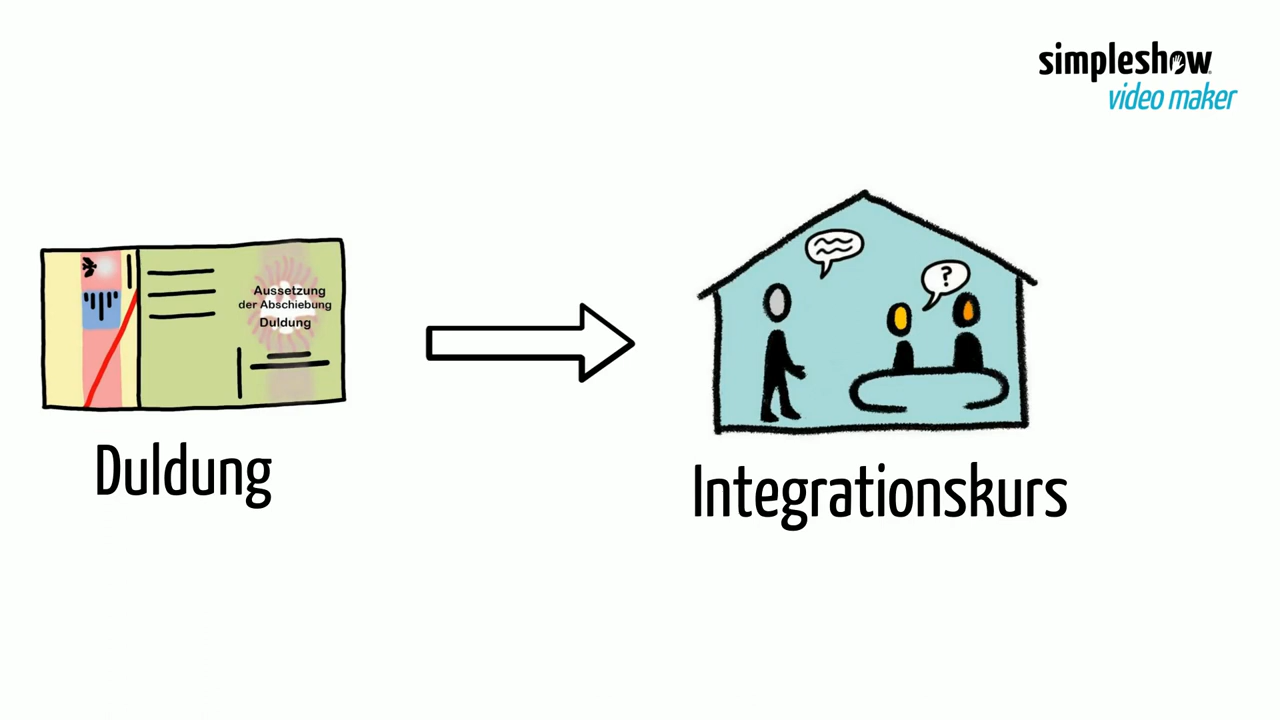 simpleshow
video maker
Aussetzung
der Abschiebung
Duldung
?
Duldung
Integrationskurs